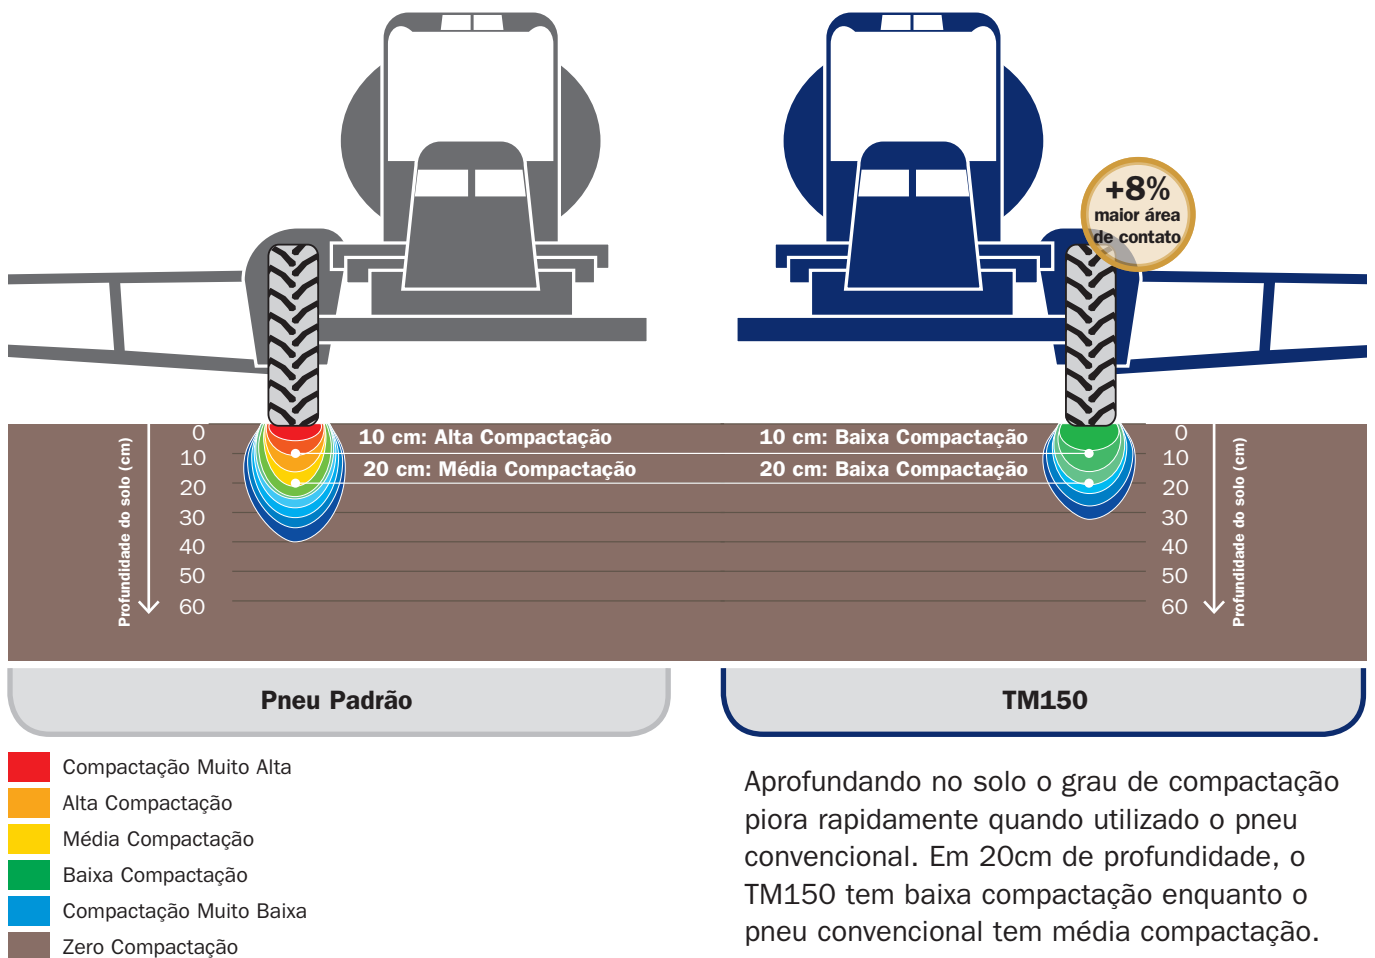 +8%
maior área
de contato
Profundidade do solo (cm)
0
10
20
30
40
50
60
10 cm: Alta Compactação
20 cm: Média Compactação
10 cm: Baixa Compactação
20 cm: Baixa Compactação
0
10
20
30
40
50
60
Profundidade do solo (cm)
Pneu Padrão
TM150
Compactação Muito Alta
Alta Compactação
Média Compactação
Baixa Compactação
Compactação Muito Baixa
Zero Compactação
Aprofundando no solo o grau de compactação
piora rapidamente quando utilizado o pneu
convencional. Em 20cm de profundidade, o
TM150 tem baixa compactação enquanto o
pneu convencional tem média compactação.